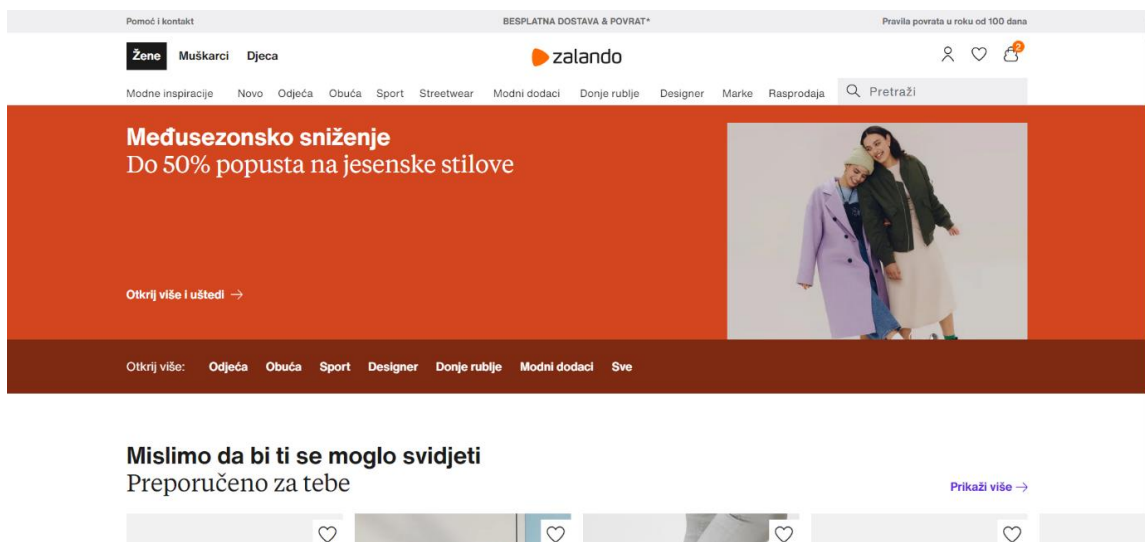 Pomoć i kontakt
BESPLATNA DOSTAVA & POVRAT*
Pravila povrata u roku od 100 dana
Žene Muškarci Djeca
zalando
2
Modne inspiracije Novo Odjeća Obuća Sport Streetwear Modni dodaci Donje rublje Designer Marke Rasprodaja
Pretraži
Međusezonsko sniženje
Do 50% popusta na jesenske stilove
Otkrij više i uštedi →
Otkrij više: Odjeća Obuća Sport Designer Donje rublje Modni dodaci Sve
Mislimo da bi ti se moglo svidjeti
Preporučeno za tebe
Prikaži više →